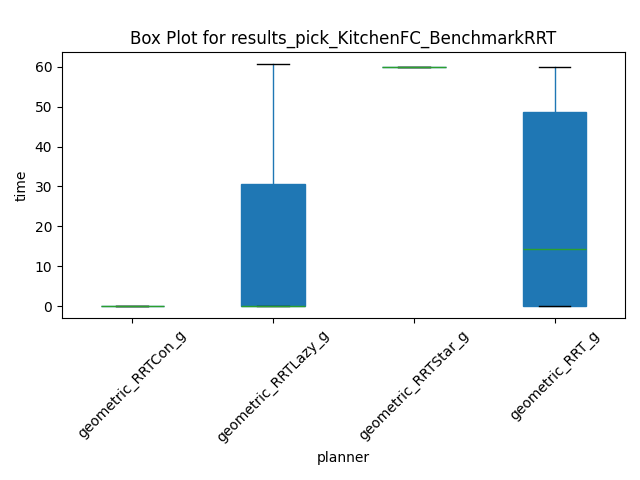 Box Plot for results_pick_KitchenFC_BenchmarkRRT
60
50
40
30
20
10
0
time
geometric_RRTCon_g
geometric_RRTLazy_g
geometric_RRTStar_g
geometric_RRT_g
planner